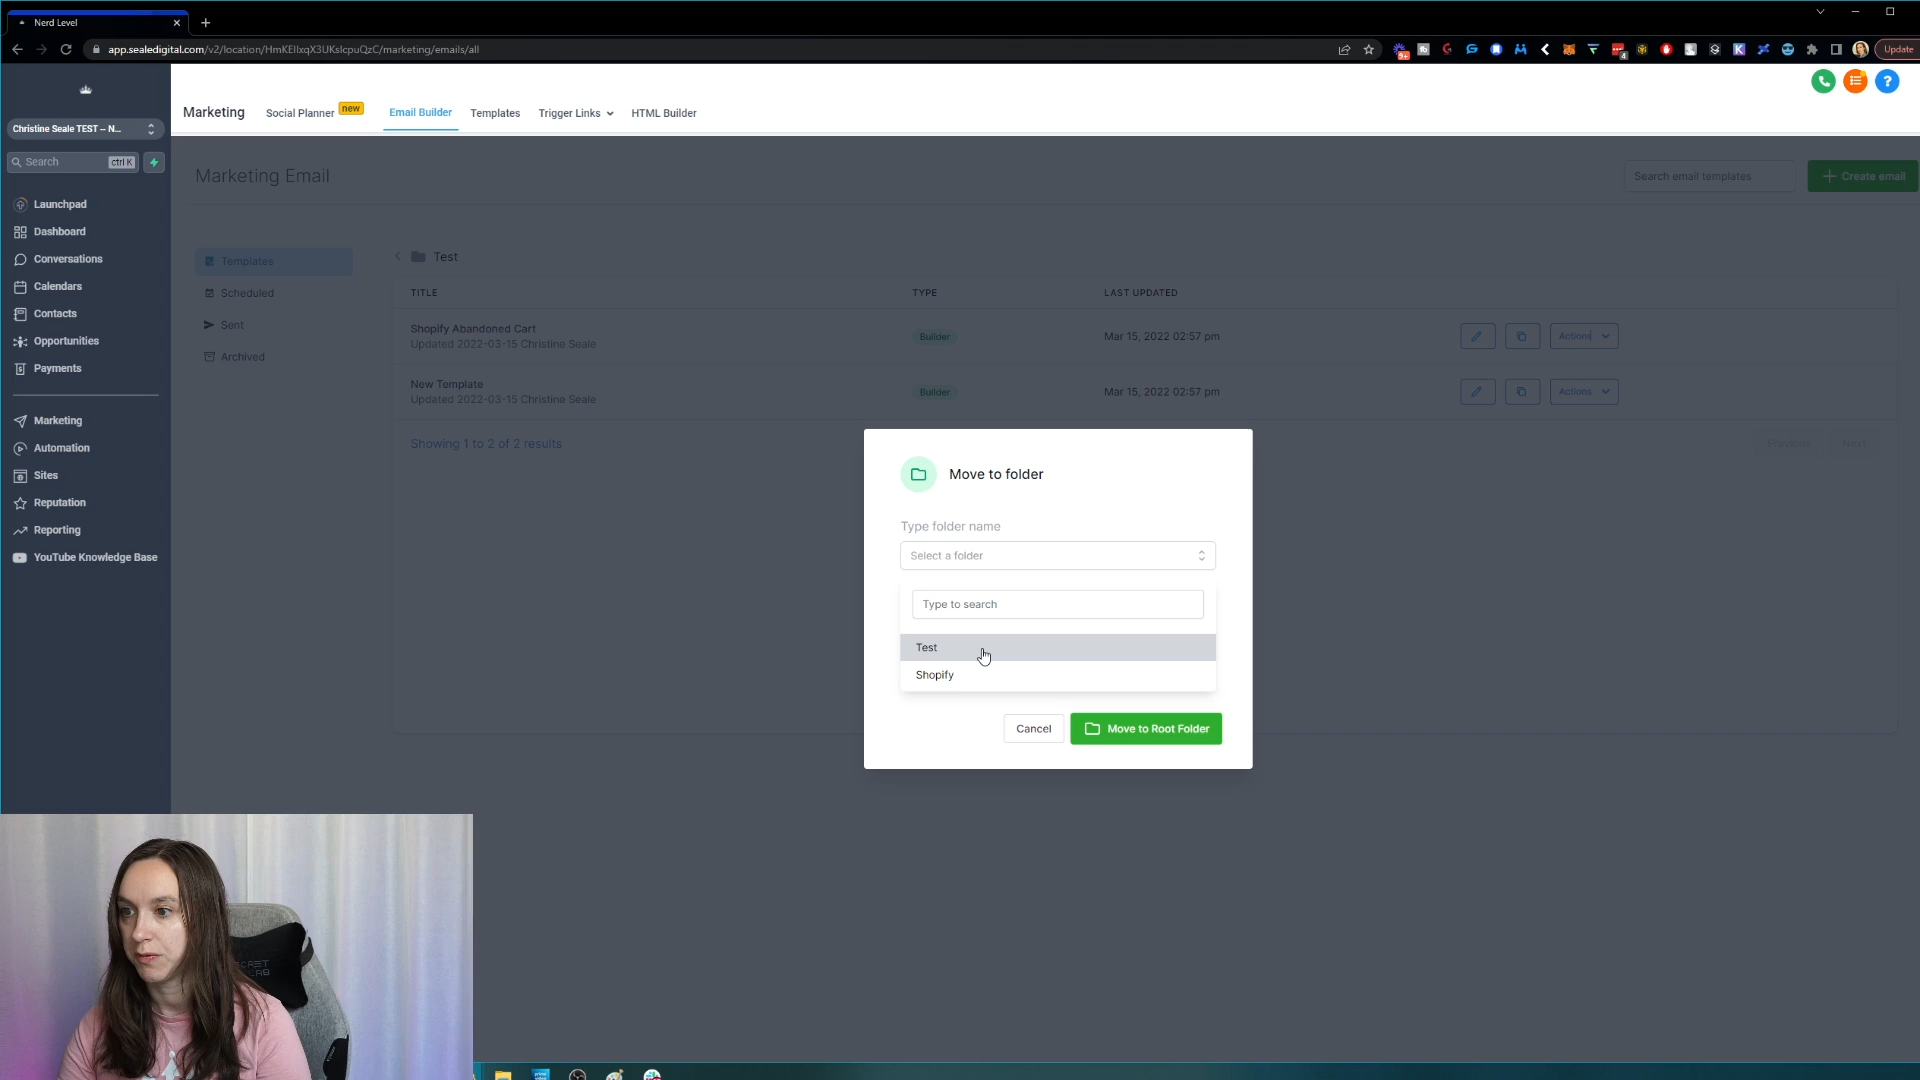 Nerd Level
app.sealedigital.com/v2/location/HmKEIlxqX3UKslcpuQzC/marketing/emails/all
Update
Marketing
Social Planner
new
Email Builder
Templates
Trigger Links
HTML Builder
Christine Seale TEST – N...
Search
ctrl K
Launchpad
Dashboard
Conversations
Calendars
Contacts
Opportunities
Payments
Marketing
Automation
Sites
Reputation
Reporting
YouTube Knowledge Base
Marketing Email
Search email templates
Create email
Templates
Scheduled
Sent
Archived
Test
TITLE
TYPE
LAST UPDATED
Shopify Abandoned Cart
Updated 2022-03-15 Christine Seale
Builder
Mar 15, 2022 02:57 pm
Actions
New Template
Updated 2022-03-15 Christine Seale
Builder
Mar 15, 2022 02:57 pm
Actions
Showing 1 to 2 of 2 results
Previous
Next
Move to folder
Type folder name
Select a folder
Type to search
Test
Shopify
Cancel
Move to Root Folder